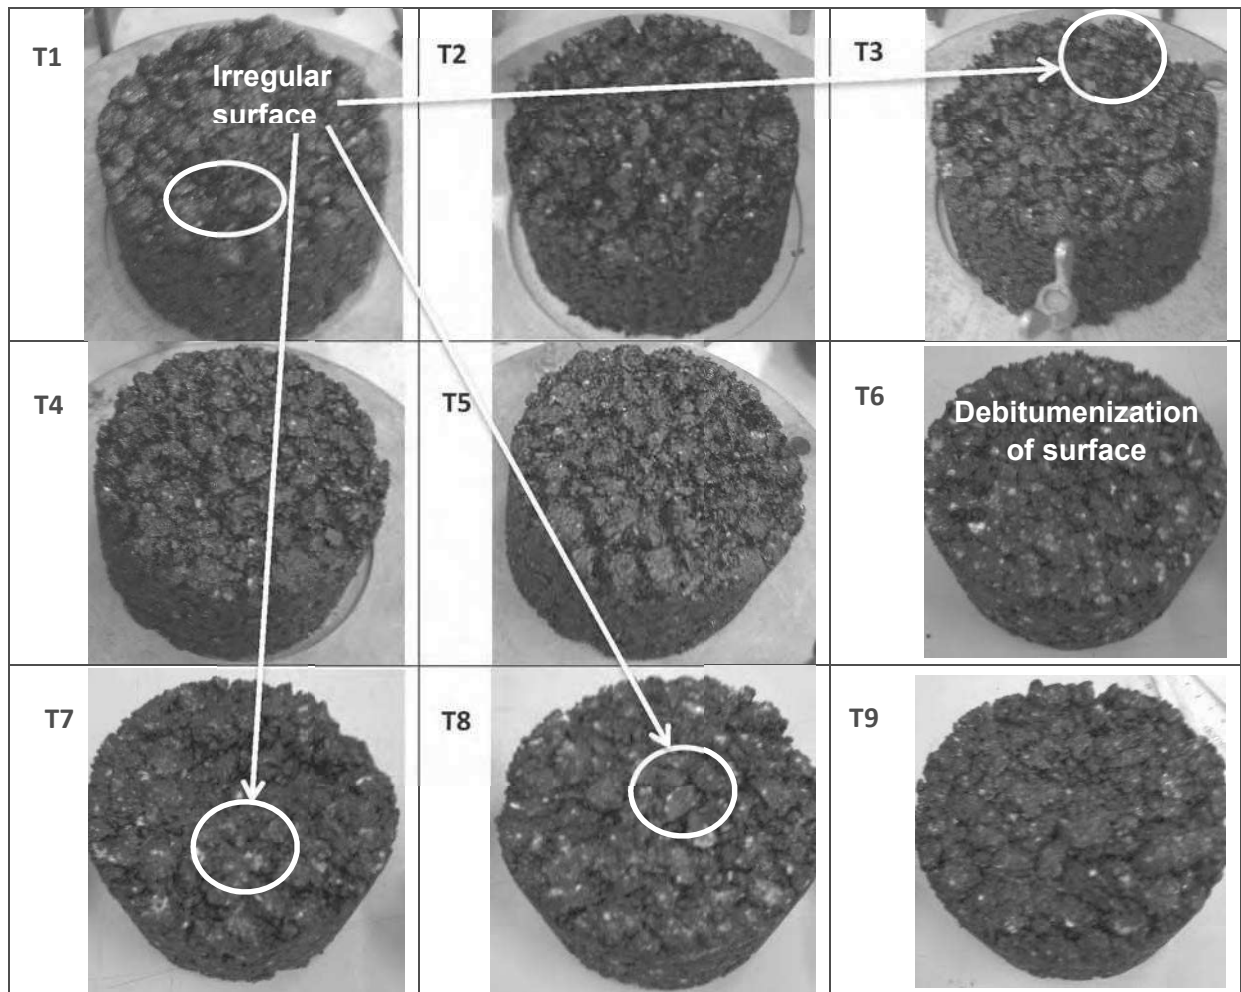 T1
Irregular
surface
T2
T3
T4
T5
T6
Debitumenization
of surface
T7
T8
T9